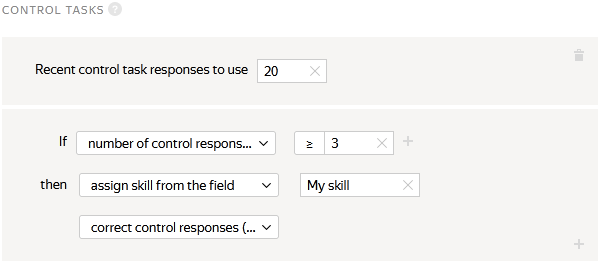 CONTROL TASKS ?
Recent control task responses to use 20
If number of control respons... ≥ 3
then assign skill from the field My skill
correct control responses (...